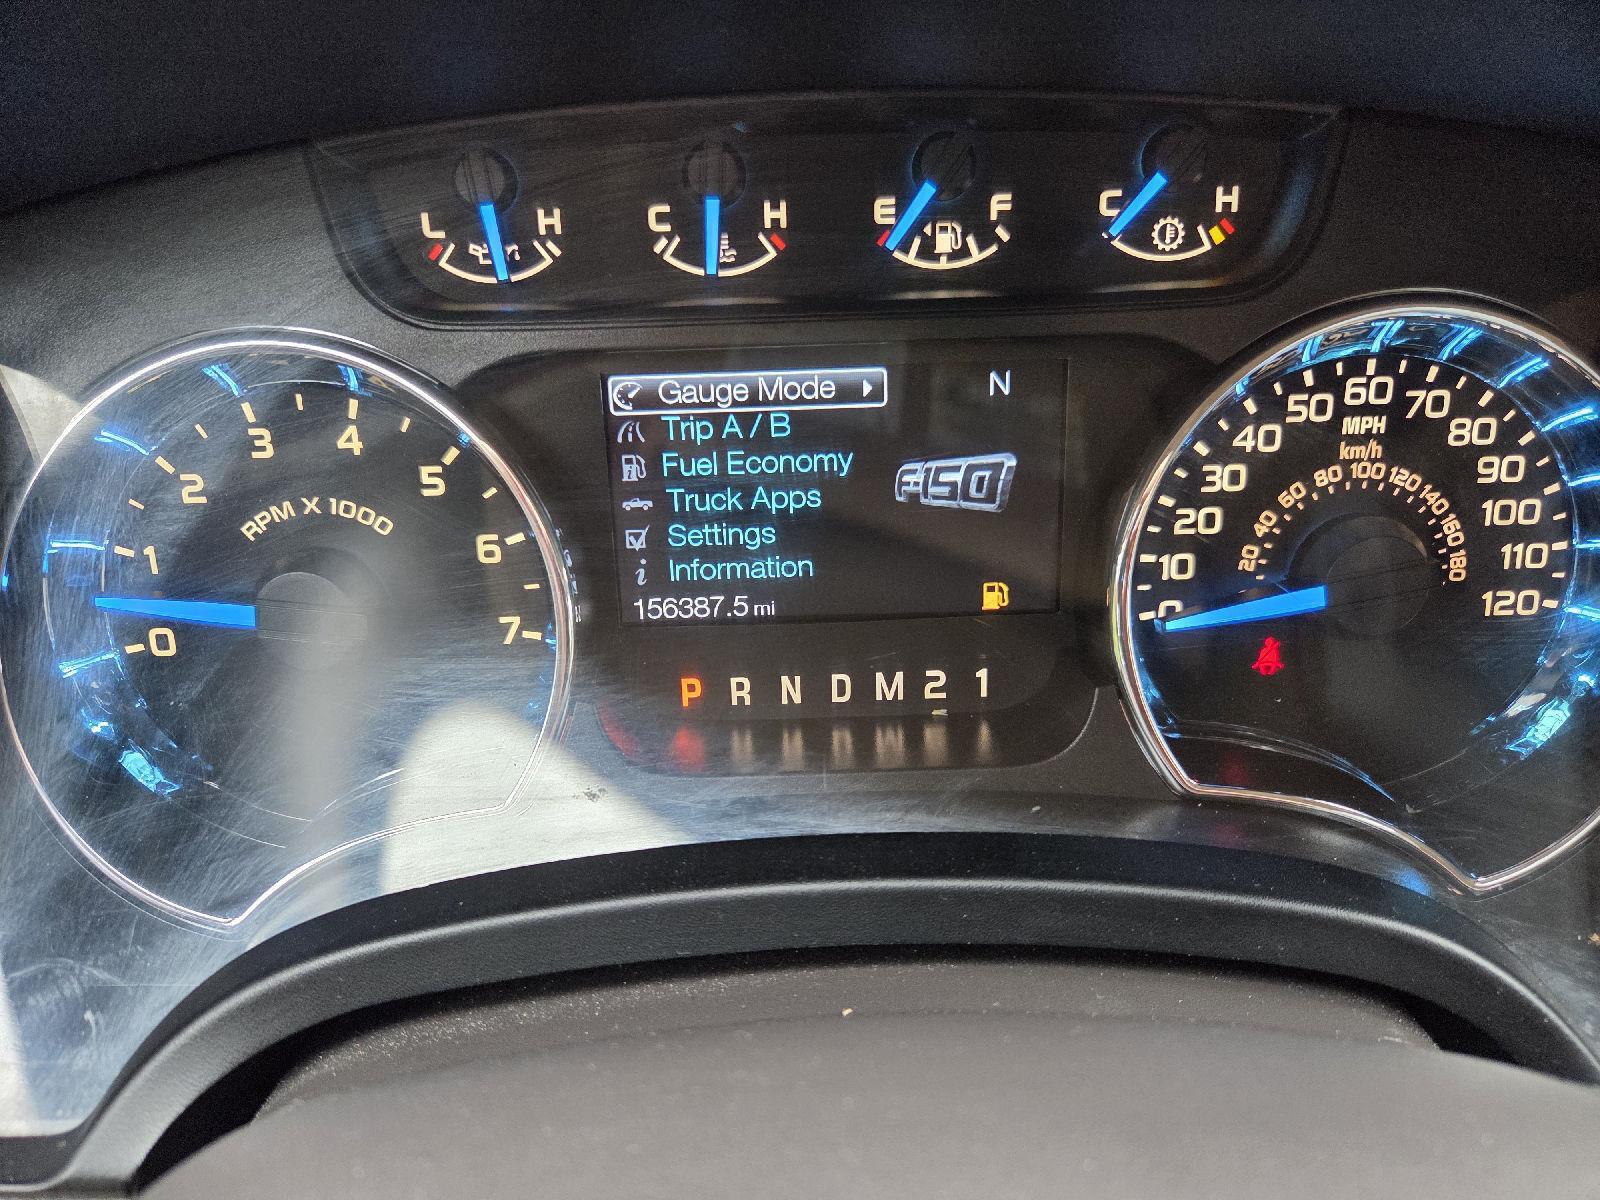 L H
C H
E F
C H
0 1 2 3 4 5 6 7
RPM X 1000
Gauge Mode
N
Trip A / B
Fuel Economy
Truck Apps
Settings
Information
F150
156387.5 mi
P R N D M 2 1
0 10 20 30 40 50 60 70 80 90 100 110 120
MPH
km/h
20 40 60 80 100 120 140 160 180